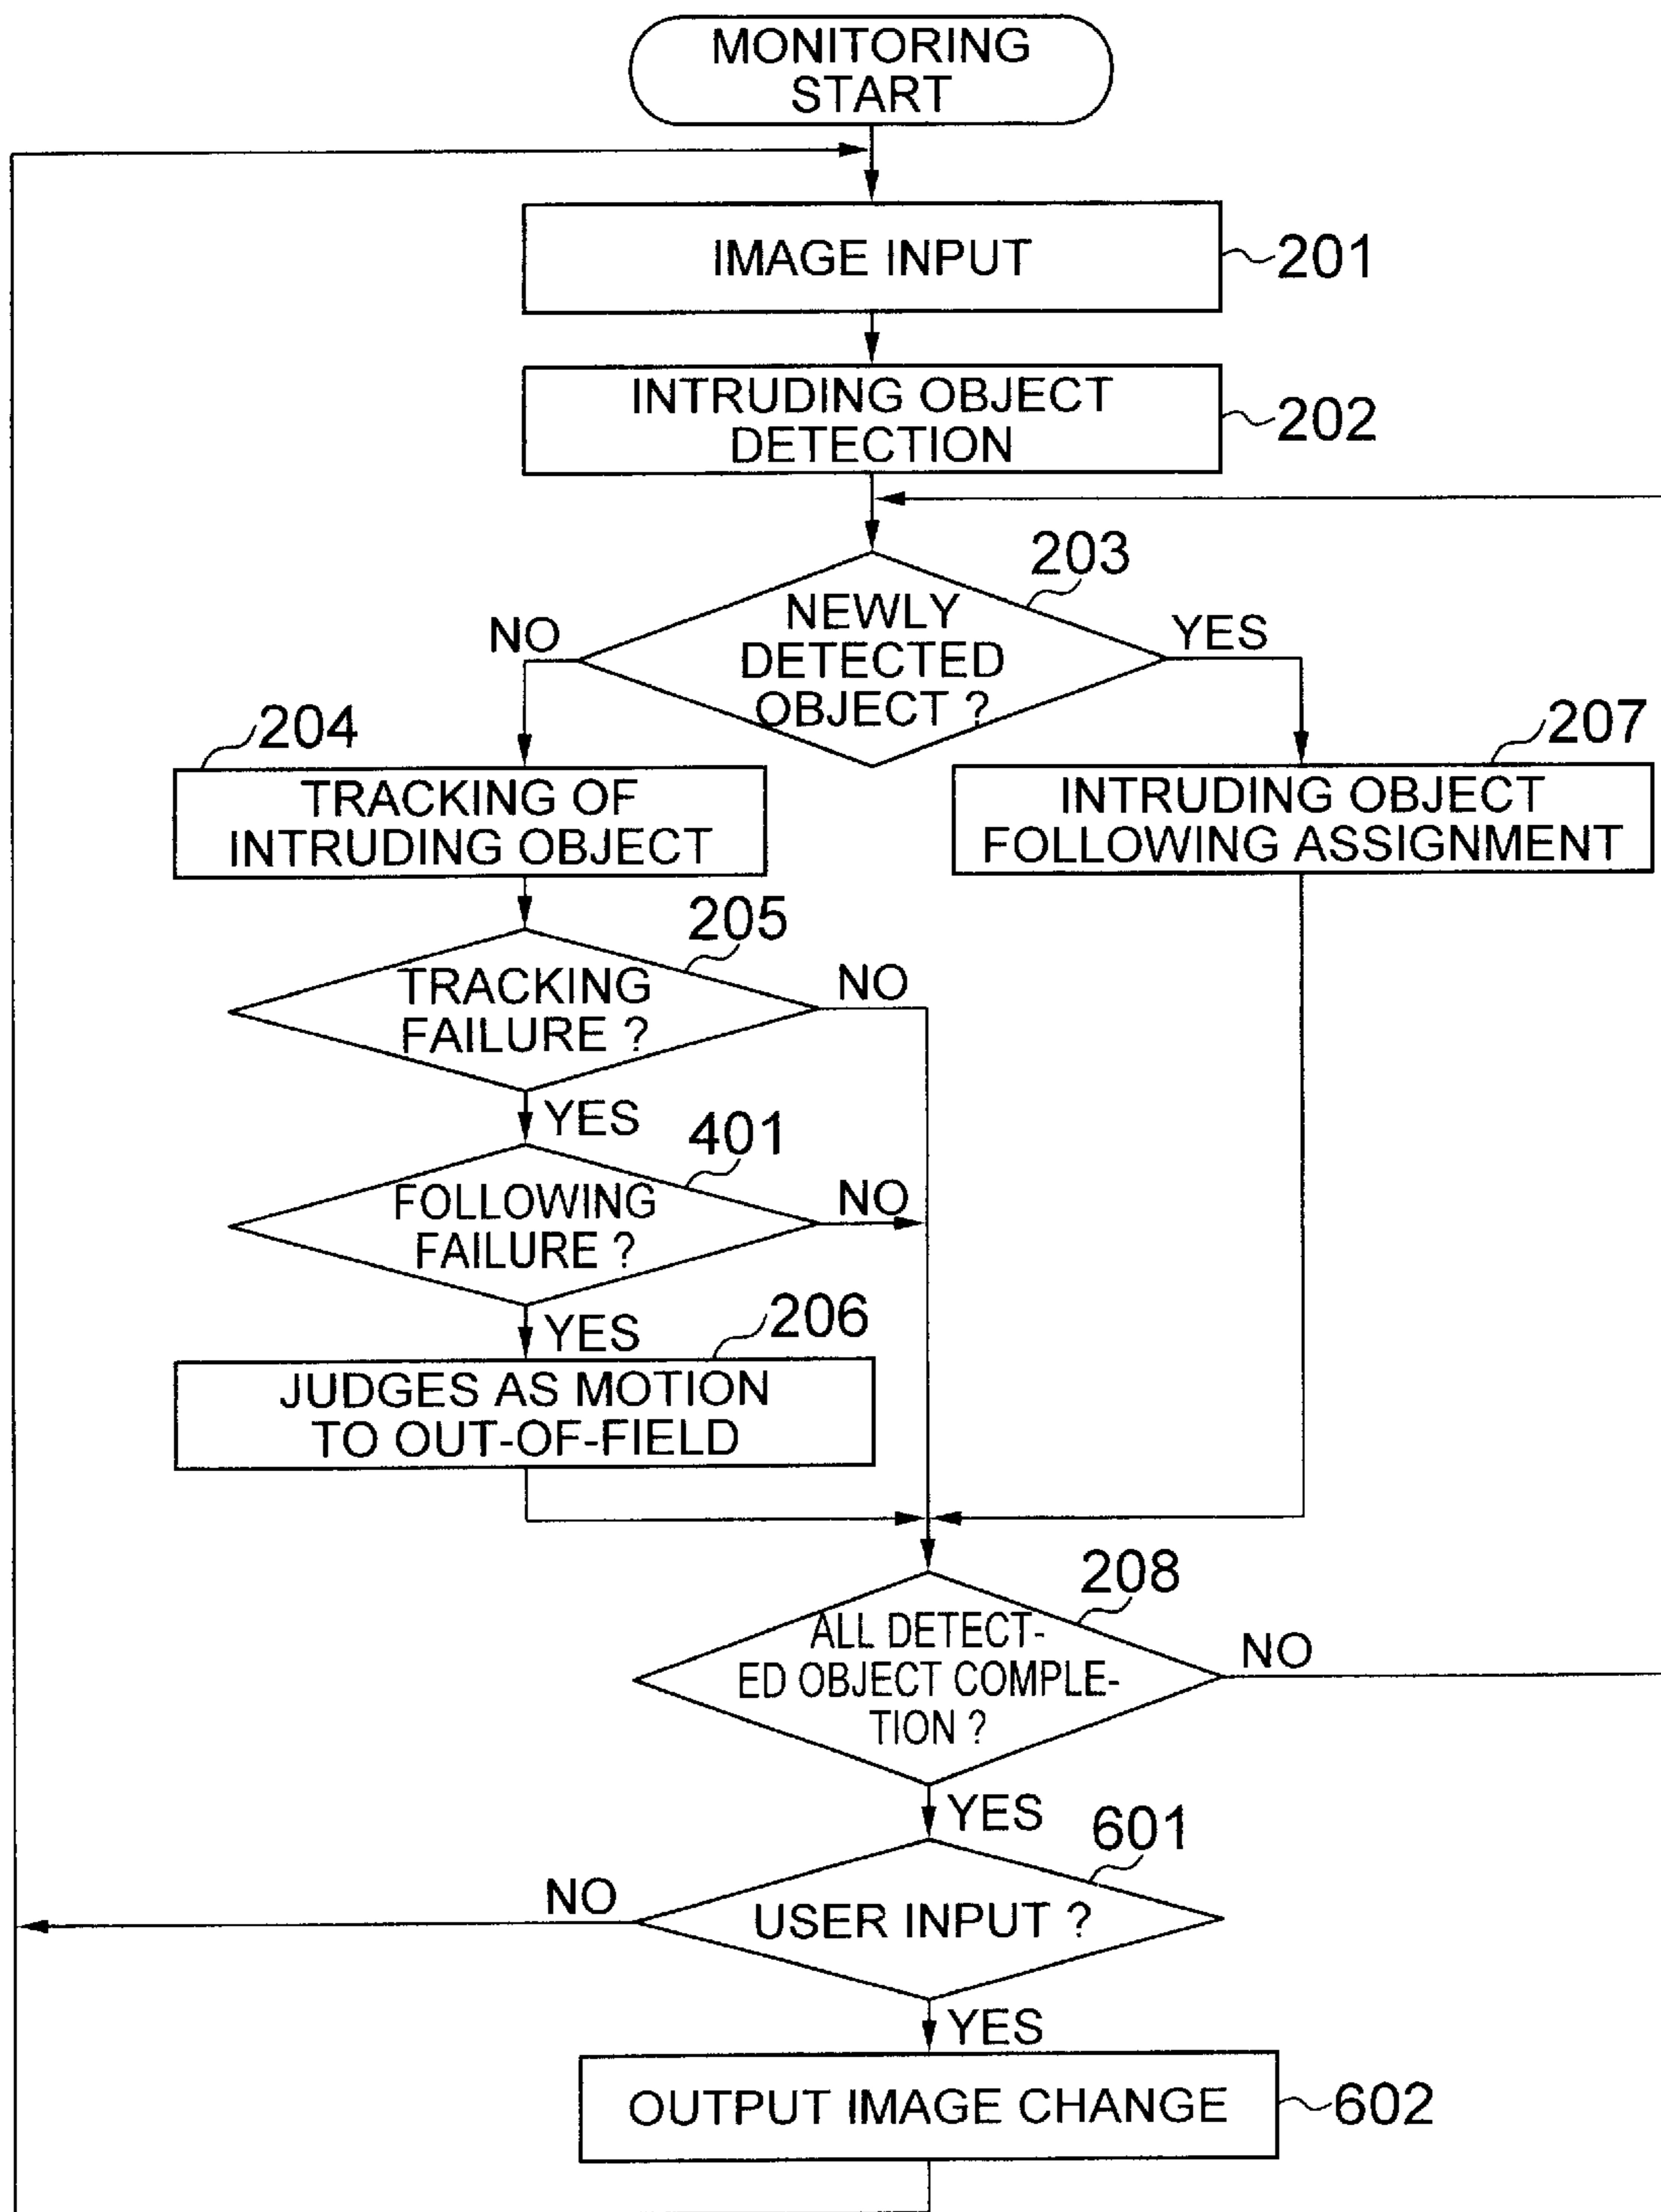 MONITORING
START
IMAGE INPUT
201
INTRUDING OBJECT
DETECTION
202
203
NEWLY
DETECTED
OBJECT ?
NO
YES
204
TRACKING OF
INTRUDING OBJECT
207
INTRUDING OBJECT
FOLLOWING ASSIGNMENT
205
TRACKING
FAILURE ?
NO
YES
401
FOLLOWING
FAILURE ?
NO
YES
206
JUDGES AS MOTION
TO OUT-OF-FIELD
208
ALL DETECT-
ED OBJECT COMPLE-
TION ?
NO
YES
601
USER INPUT ?
NO
YES
OUTPUT IMAGE CHANGE
602